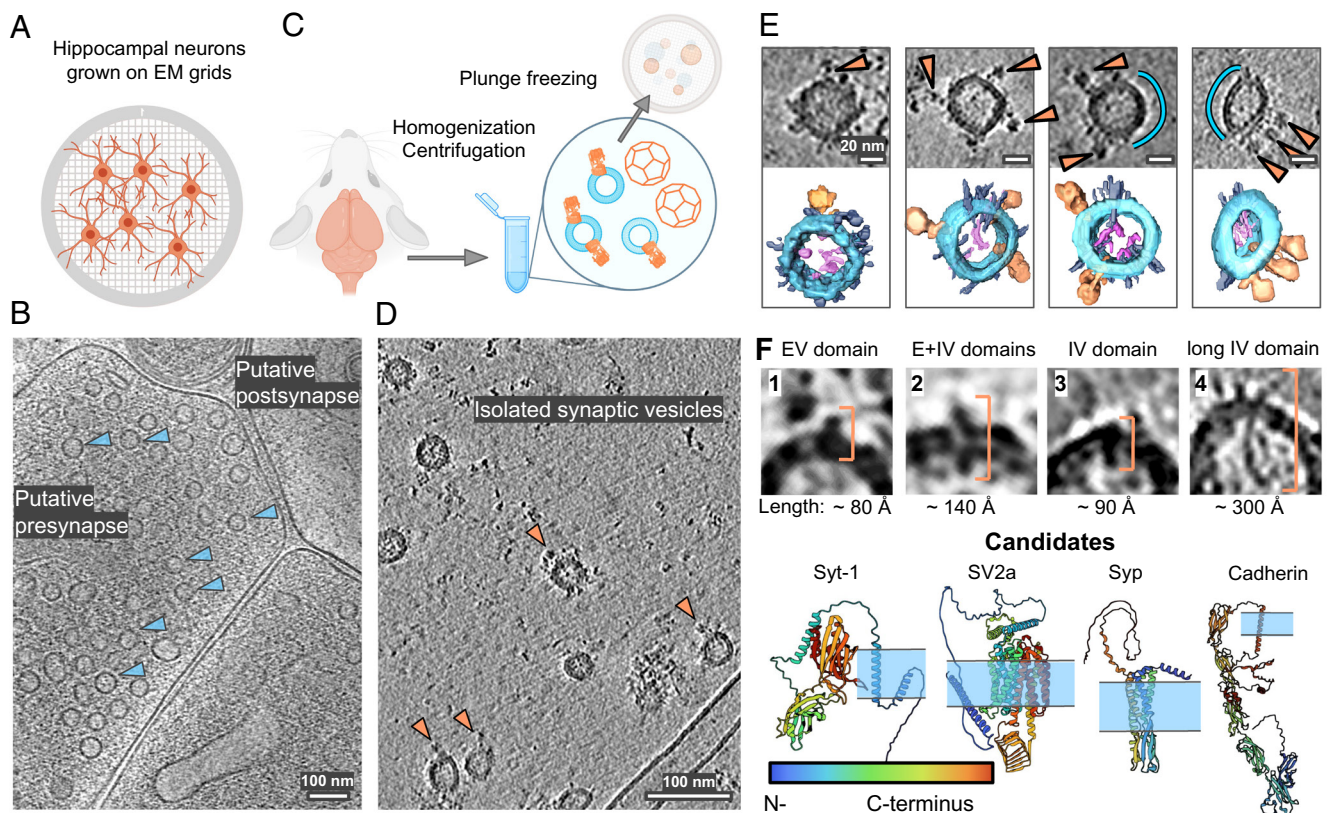 A
Hippocampal neurons
grown on EM grids
C
Plunge freezing
Homogenization
Centrifugation
B
Putative
postsynapse
Putative
presynapse
100 nm
D
Isolated synaptic vesicles
100 nm
E
20 nm
F
EV domain
E+IV domains
IV domain
long IV domain
1
2
3
4
Length: ~ 80 Å
~ 140 Å
~ 90 Å
~ 300 Å
Candidates
Syt-1
SV2a
Syp
Cadherin
N-
C-terminus